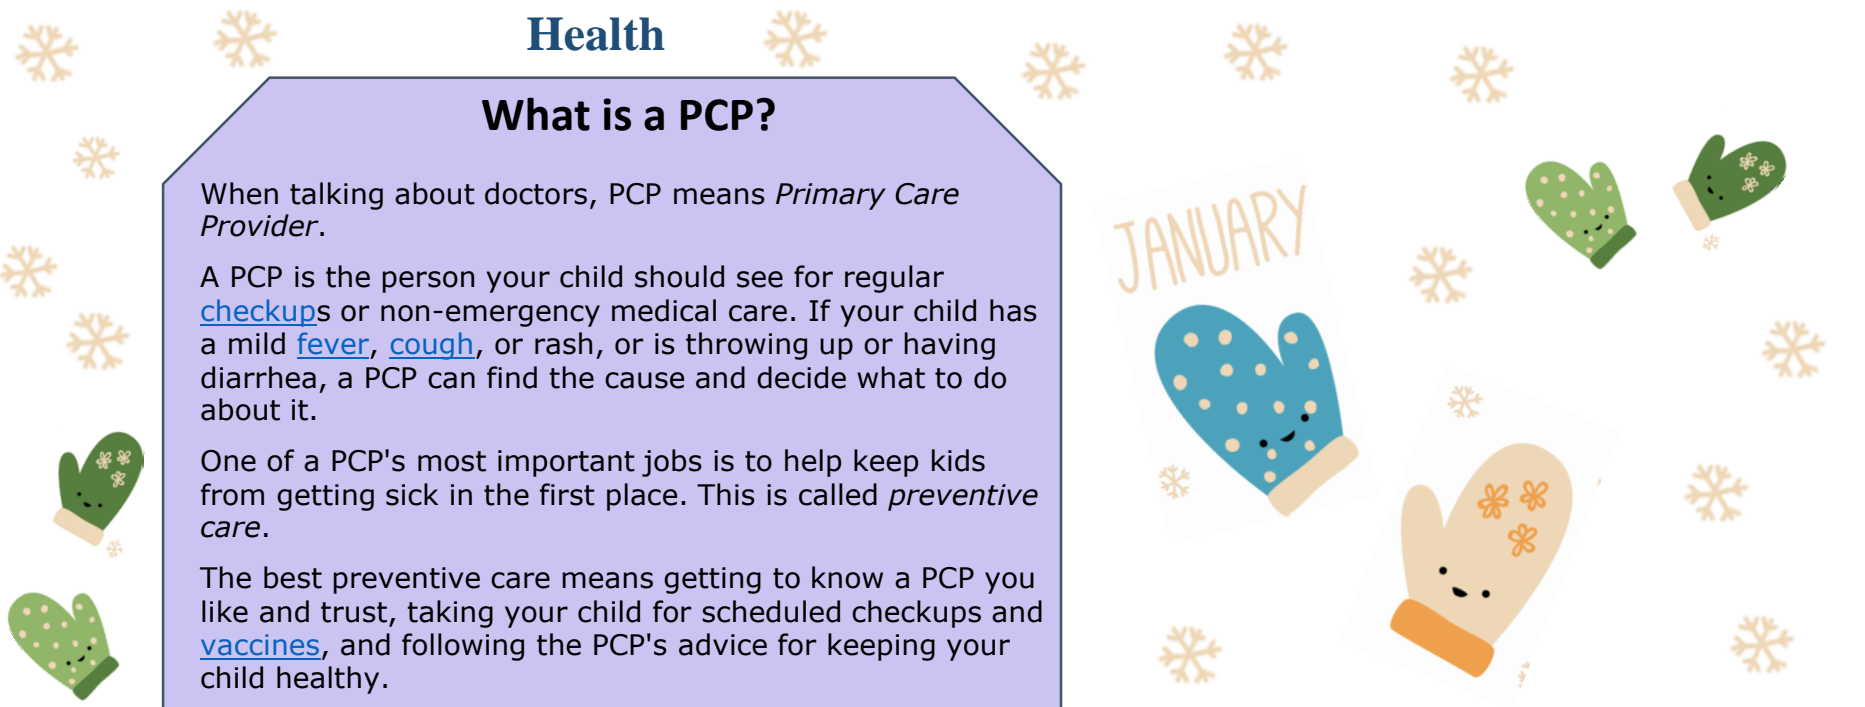 Health
What is a PCP?
When talking about doctors, PCP means Primary Care
Provider.
A PCP is the person your child should see for regular
checkups or non-emergency medical care. If your child has
a mild fever, cough, or rash, or is throwing up or having
diarrhea, a PCP can find the cause and decide what to do
about it.
One of a PCP's most important jobs is to help keep kids
from getting sick in the first place. This is called preventive
care.
The best preventive care means getting to know a PCP you
like and trust, taking your child for scheduled checkups and
vaccines, and following the PCP's advice for keeping your
child healthy.
JANUARY